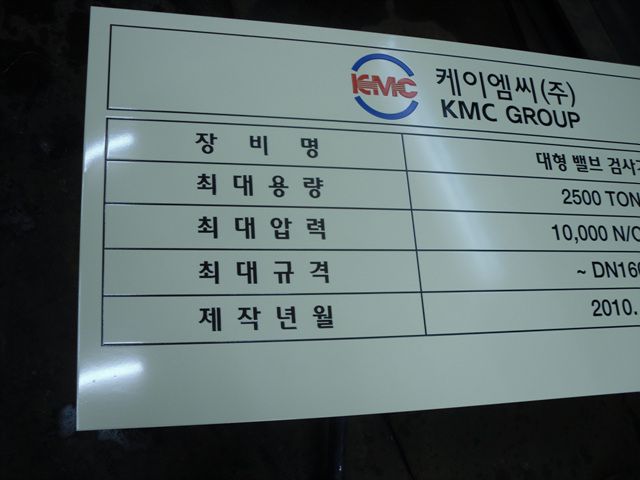 KMC 케이엠씨(주)
KMC GROUP
장 비 명 대형 밸브 검사
최 대 용 량 2500 TON
최 대 압 력 10,000 N/C
최 대 규 격 ~ DN160
제 작 년 월 2010.